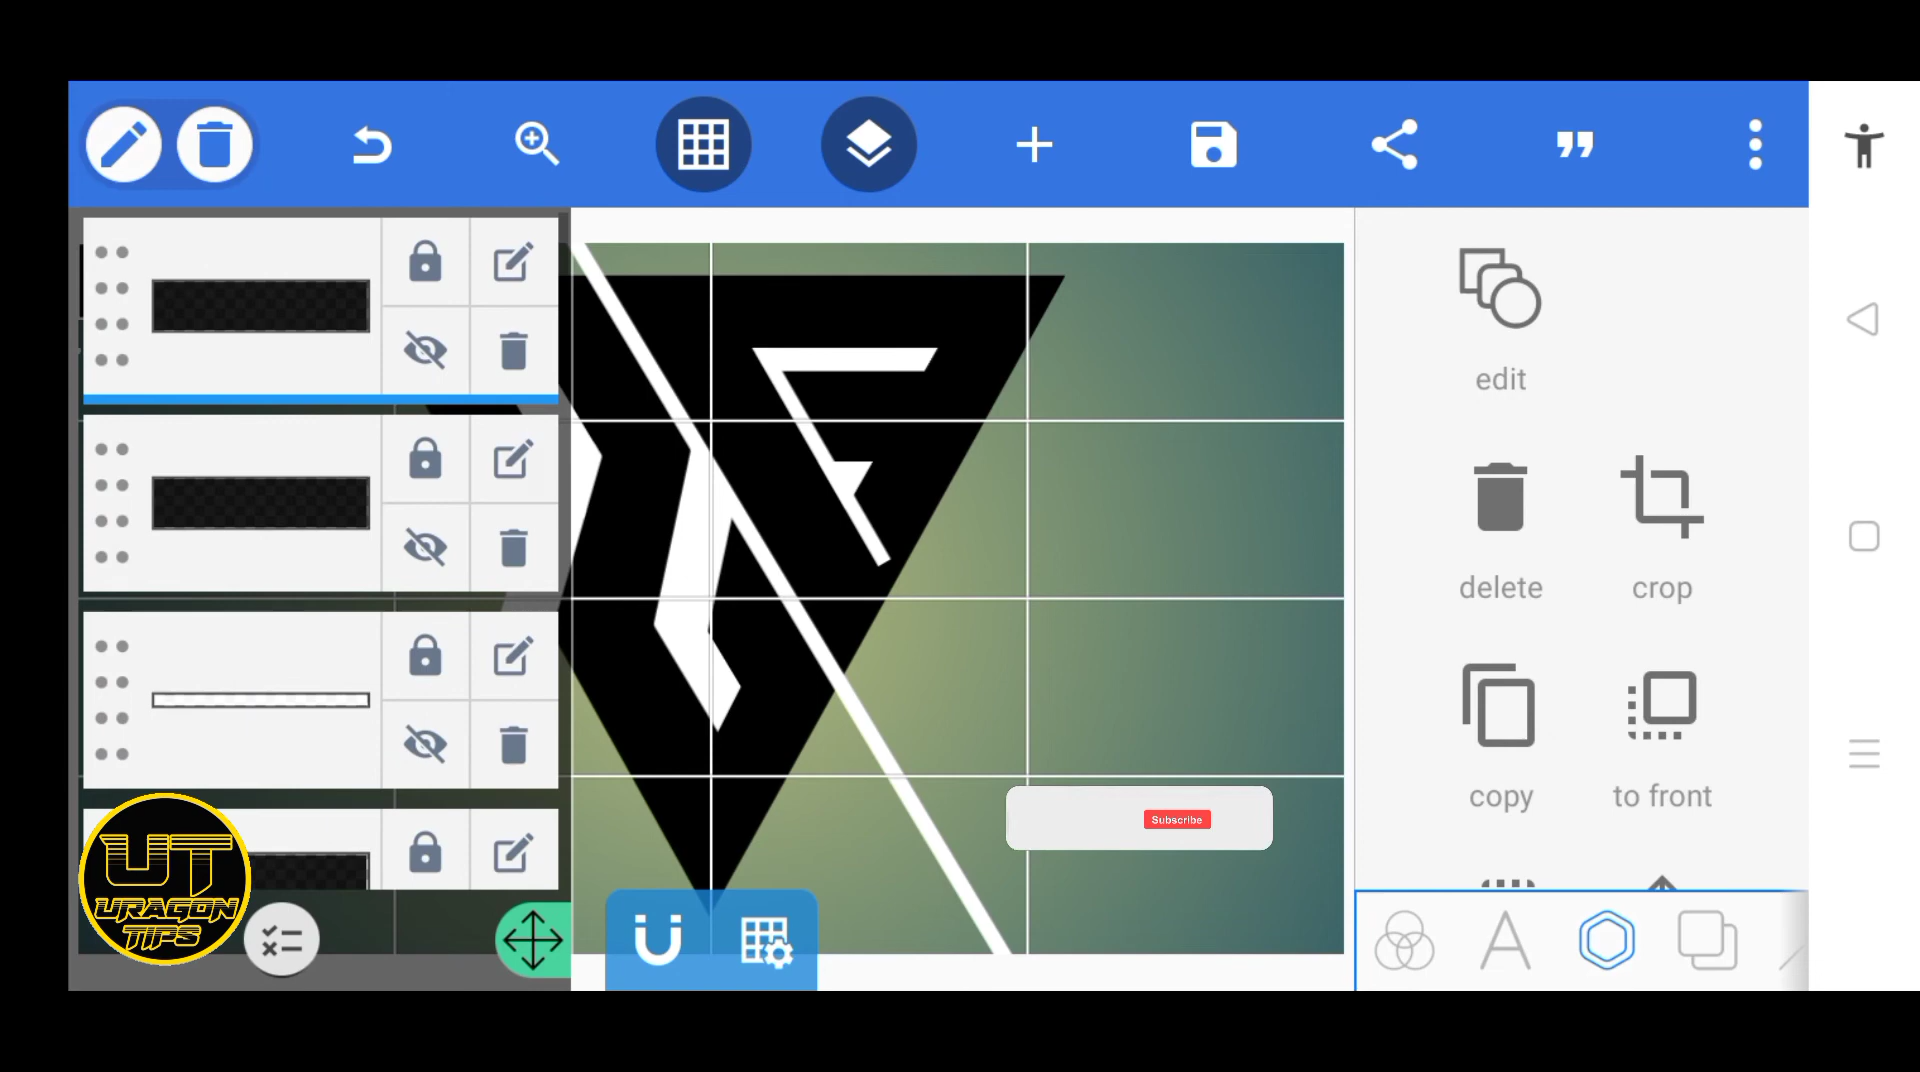 edit
delete
crop
copy
to front
Subscribe
UT
URAGON
TIPS